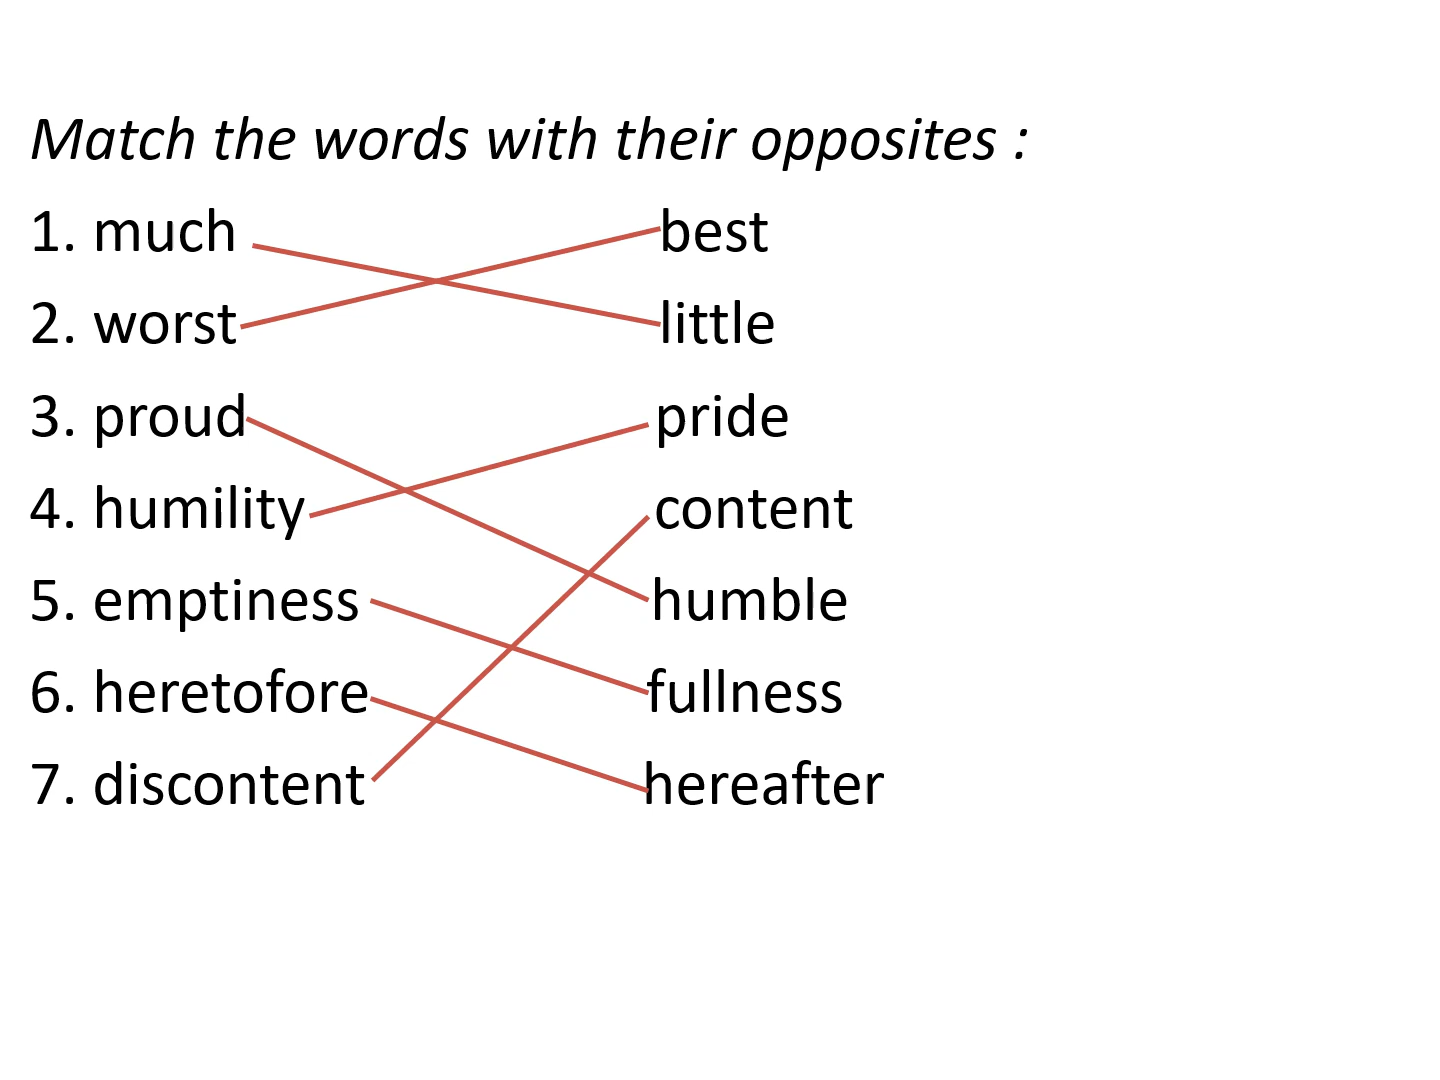 Match the words with their opposites :
1. much best
2. worst little
3. proud pride
4. humility content
5. emptiness humble
6. heretofore fullness
7. discontent hereafter